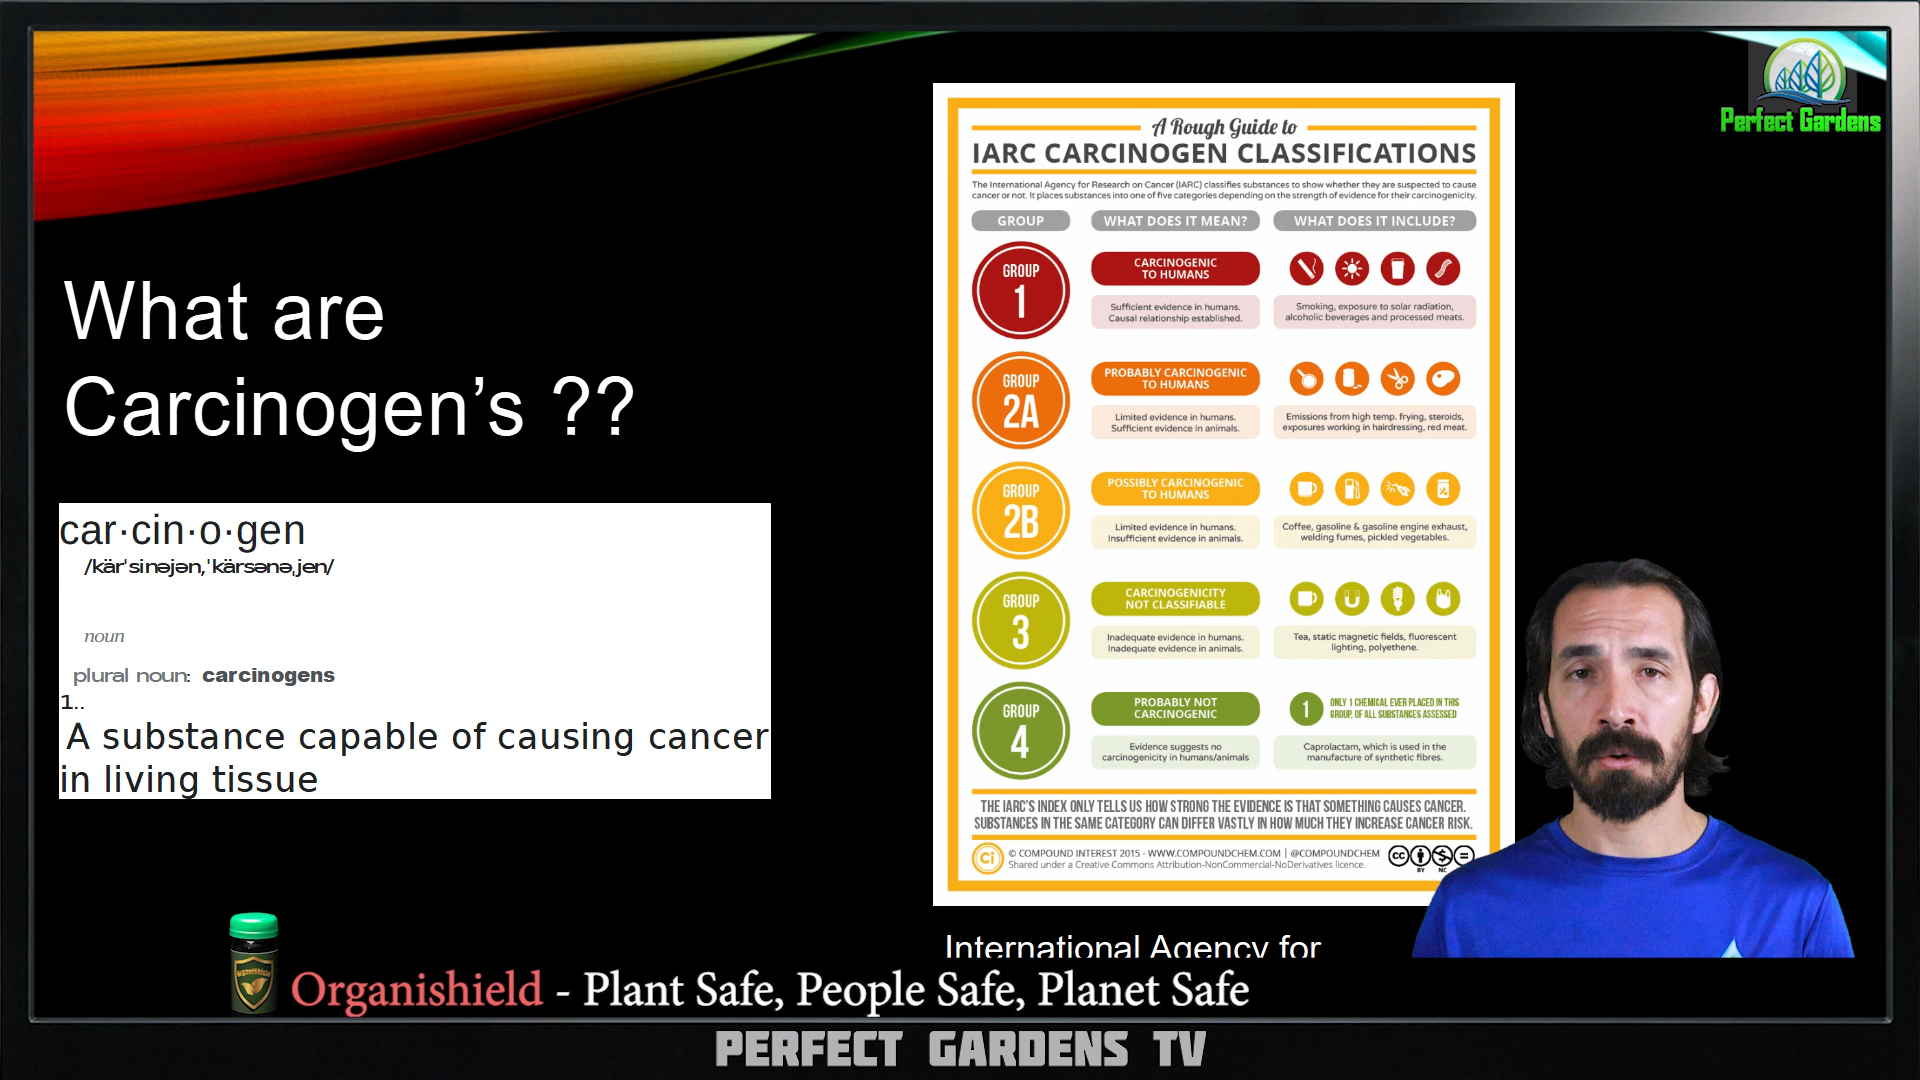 Perfect Gardens
What are
Carcinogen’s ??
car·cin·o·gen
/kärˈsinəjən,ˈkärsənəˌjen/
noun
plural noun: carcinogens
1..
A substance capable of causing cancer
in living tissue
A Rough Guide to
IARC CARCINOGEN CLASSIFICATIONS
The International Agency for Research on Cancer (IARC) classifies substances to show whether they are suspected to cause
cancer or not. It places substances into one of five categories depending on the strength of evidence for their carcinogenicity.
GROUP WHAT DOES IT MEAN? WHAT DOES IT INCLUDE?
GROUP
1
CARCINOGENIC
TO HUMANS
Sufficient evidence in humans.
Causal relationship established.
Smoking, exposure to solar radiation,
alcoholic beverages and processed meats.
GROUP
2A
PROBABLY CARCINOGENIC
TO HUMANS
Limited evidence in humans.
Sufficient evidence in animals.
Emissions from high temp. frying, steroids,
exposures working in hairdressing, red meat.
GROUP
2B
POSSIBLY CARCINOGENIC
TO HUMANS
Limited evidence in humans.
Insufficient evidence in animals.
Coffee, gasoline & gasoline engine exhaust,
welding fumes, pickled vegetables.
GROUP
3
CARCINOGENICITY
NOT CLASSIFIABLE
Inadequate evidence in humans.
Inadequate evidence in animals.
Tea, static magnetic fields, fluorescent
lighting, polyethene.
GROUP
4
PROBABLY NOT
CARCINOGENIC
Evidence suggests no
carcinogenicity in humans/animals
1
ONLY 1 CHEMICAL EVER PLACED IN THIS
GROUP, OF ALL SUBSTANCES ASSESSED
Caprolactam, which is used in the
manufacture of synthetic fibres.
THE IARC'S INDEX ONLY TELLS US HOW STRONG THE EVIDENCE IS THAT SOMETHING CAUSES CANCER.
SUBSTANCES IN THE SAME CATEGORY CAN DIFFER VASTLY IN HOW MUCH THEY INCREASE CANCER RISK.
Ci
© COMPOUND INTEREST 2015 - WWW.COMPOUNDCHEM.COM | @COMPOUNDCHEM
Shared under a Creative Commons Attribution-NonCommercial-NoDerivatives licence.
cc
BY NC
International Agency for
OrganiShield
Organishield - Plant Safe, People Safe, Planet Safe
PERFECT GARDENS TV